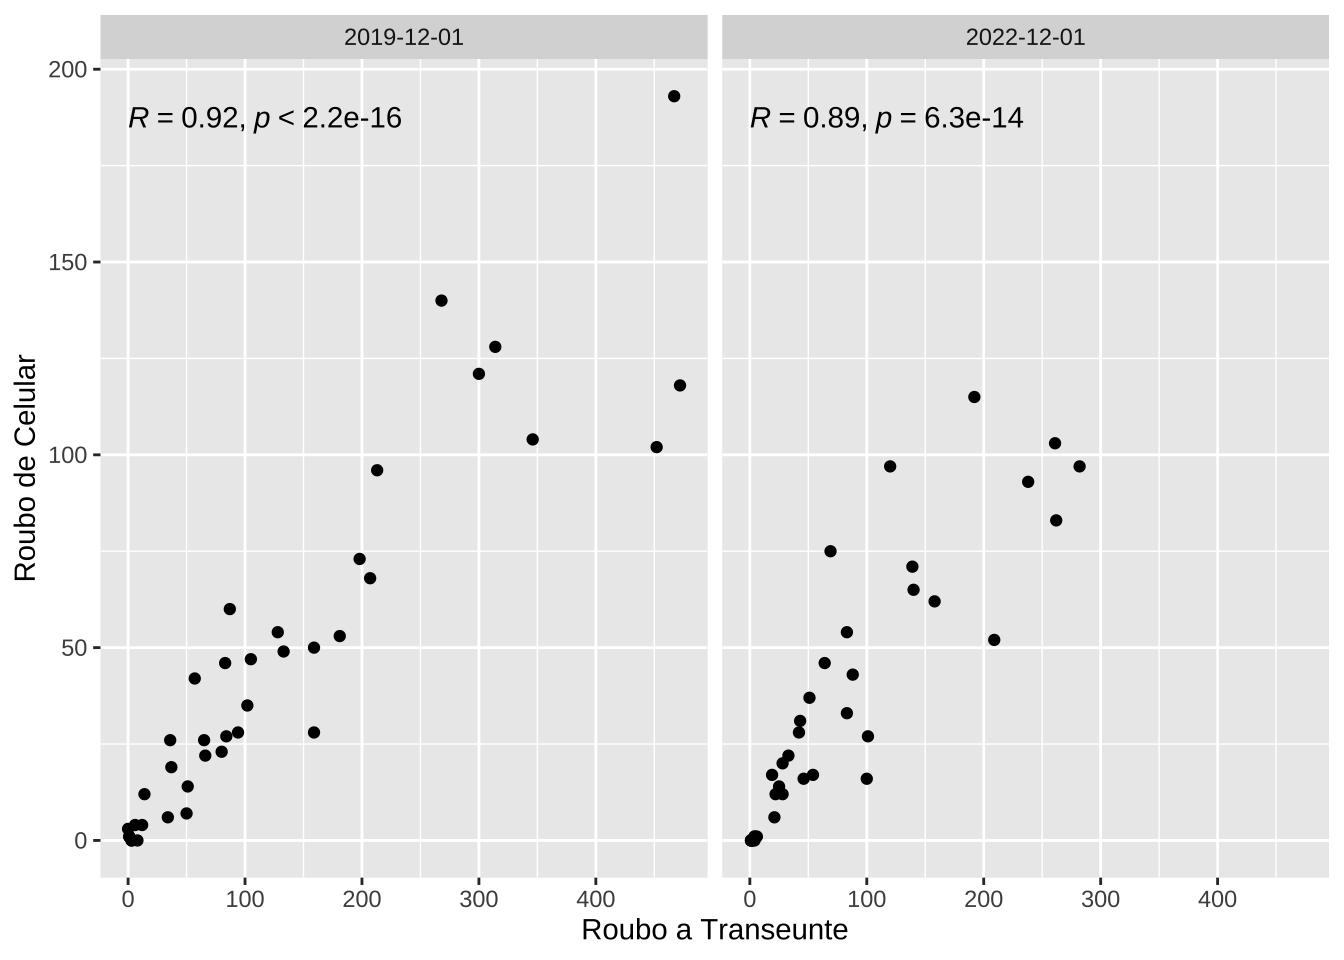 2019-12-01
2022-12-01
200
150
100
50
0
R = 0.92, p < 2.2e-16
R = 0.89, p = 6.3e-14
Roubo de Celular
0 100 200 300 400
0 100 200 300 400
Roubo a Transeunte